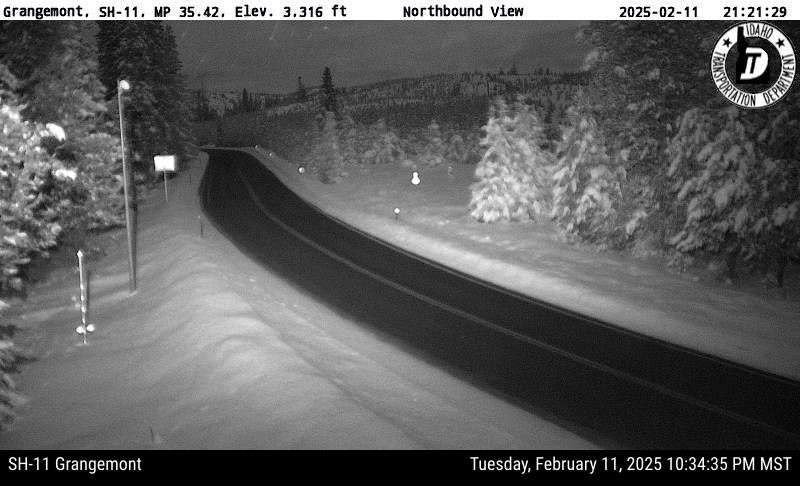 Grangemont, SH-11, MP 35.42, Elev. 3,316 ft Northbound View 2025-02-11 21:21:29
IDAHO
TRANSPORTATION DEPARTMENT
SH-11 Grangemont Tuesday, February 11, 2025 10:34:35 PM MST